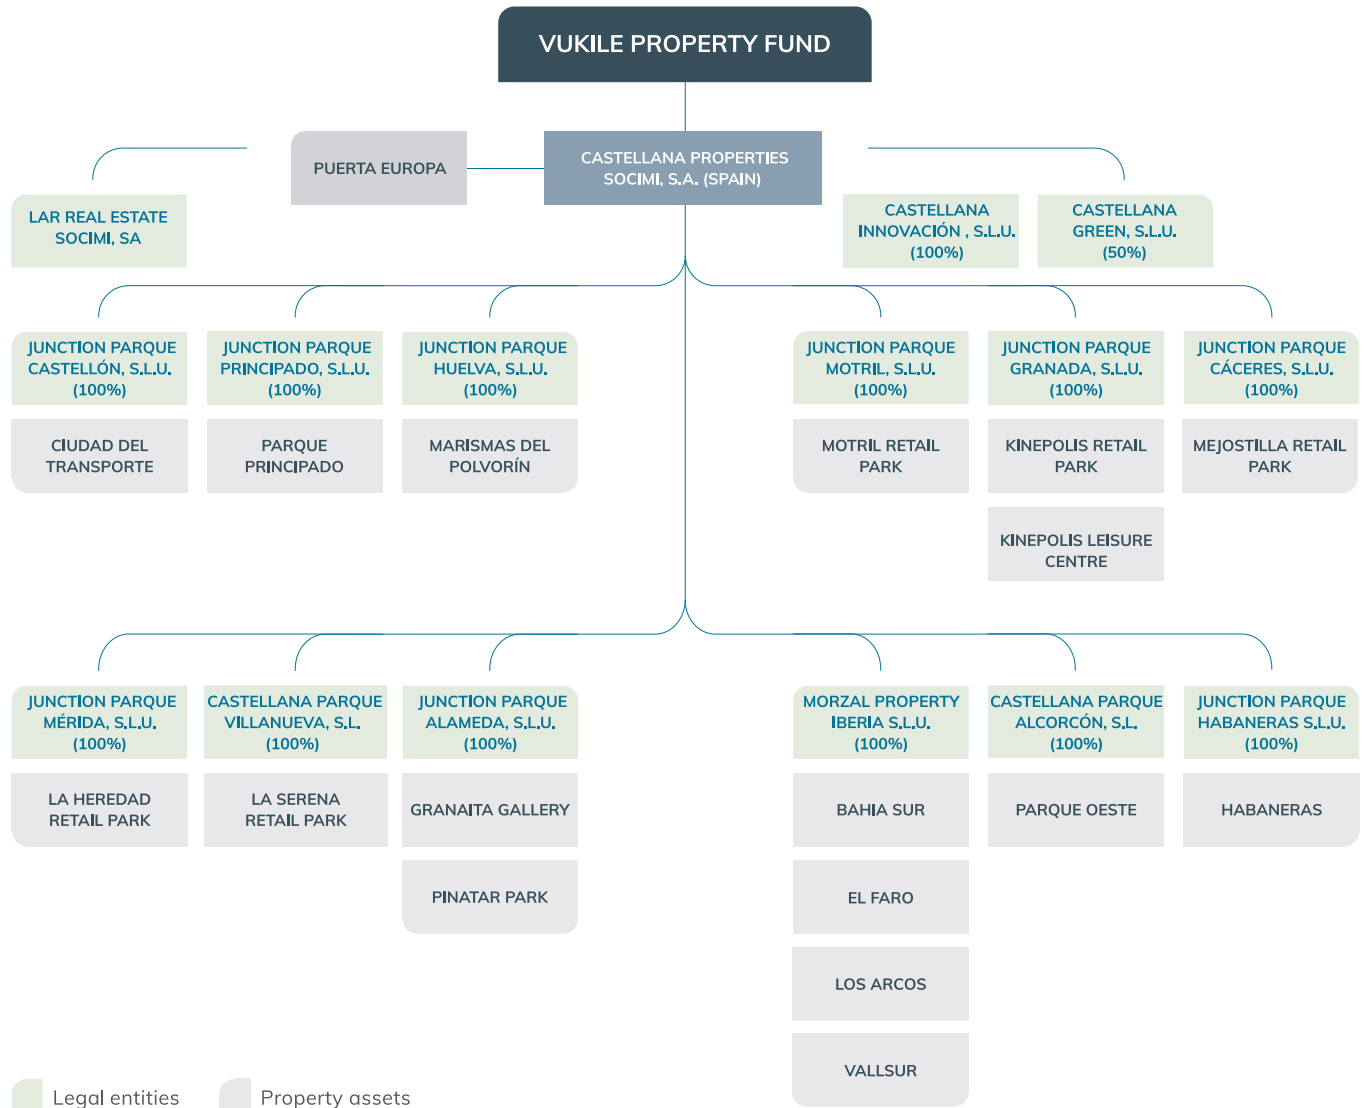 VUKILE PROPERTY FUND
PUERTA EUROPA
CASTELLANA PROPERTIES
SOCIMI, S.A. (SPAIN)
LAR REAL ESTATE
SOCIMI, SA
CASTELLANA
INNOVACIÓN , S.L.U.
(100%)
CASTELLANA
GREEN, S.L.U.
(50%)
JUNCTION PARQUE
CASTELLÓN, S.L.U.
(100%)
JUNCTION PARQUE
PRINCIPADO, S.L.U.
(100%)
JUNCTION PARQUE
HUELVA, S.L.U.
(100%)
JUNCTION PARQUE
MOTRIL, S.L.U.
(100%)
JUNCTION PARQUE
GRANADA, S.L.U.
(100%)
JUNCTION PARQUE
CÁCERES, S.L.U.
(100%)
CIUDAD DEL
TRANSPORTE
PARQUE
PRINCIPADO
MARISMAS DEL
POLVORÍN
MOTRIL RETAIL
PARK
KINEPOLIS RETAIL
PARK
MEJOSTILLA RETAIL
PARK
KINEPOLIS LEISURE
CENTRE
JUNCTION PARQUE
MÉRIDA, S.L.U.
(100%)
CASTELLANA PARQUE
VILLANUEVA, S.L.
(100%)
JUNCTION PARQUE
ALAMEDA, S.L.U.
(100%)
MORZAL PROPERTY
IBERIA S.L.U.
(100%)
CASTELLANA PARQUE
ALCORCÓN, S.L.
(100%)
JUNCTION PARQUE
HABANERAS S.L.U.
(100%)
LA HEREDAD
RETAIL PARK
LA SERENA
RETAIL PARK
GRANAITA GALLERY
BAHIA SUR
PARQUE OESTE
HABANERAS
PINATAR PARK
EL FARO
LOS ARCOS
VALLSUR
Legal entities
Property assets